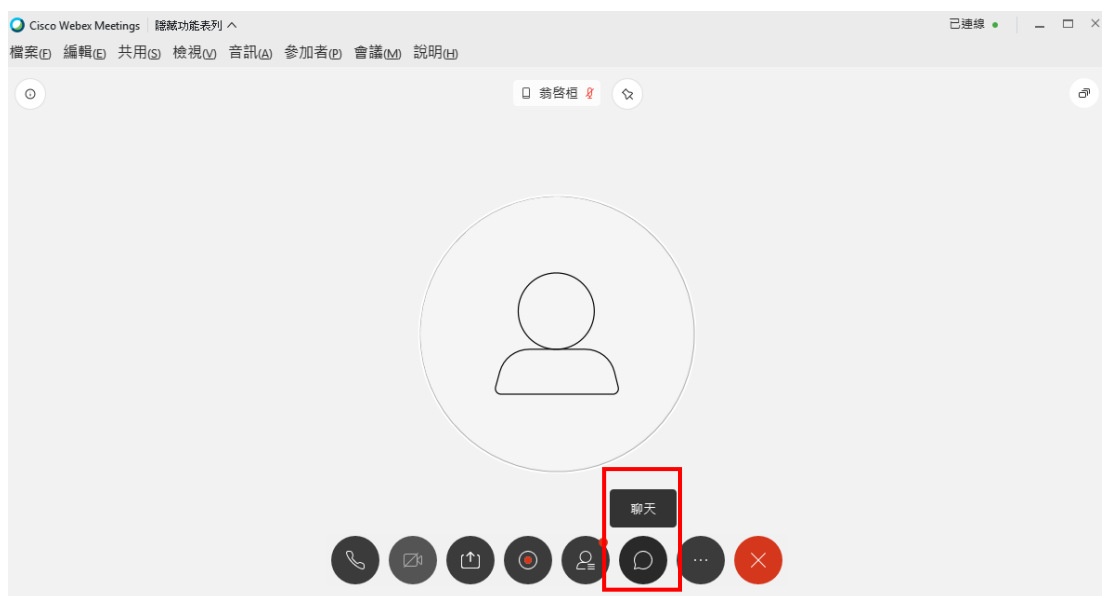 Cisco Webex Meetings 隱藏功能表列 已連線
檔案(F) 編輯(E) 共用(S) 檢視(V) 音訊(A) 參加者(P) 會議(M) 說明(H)
翁啓桓
聊天